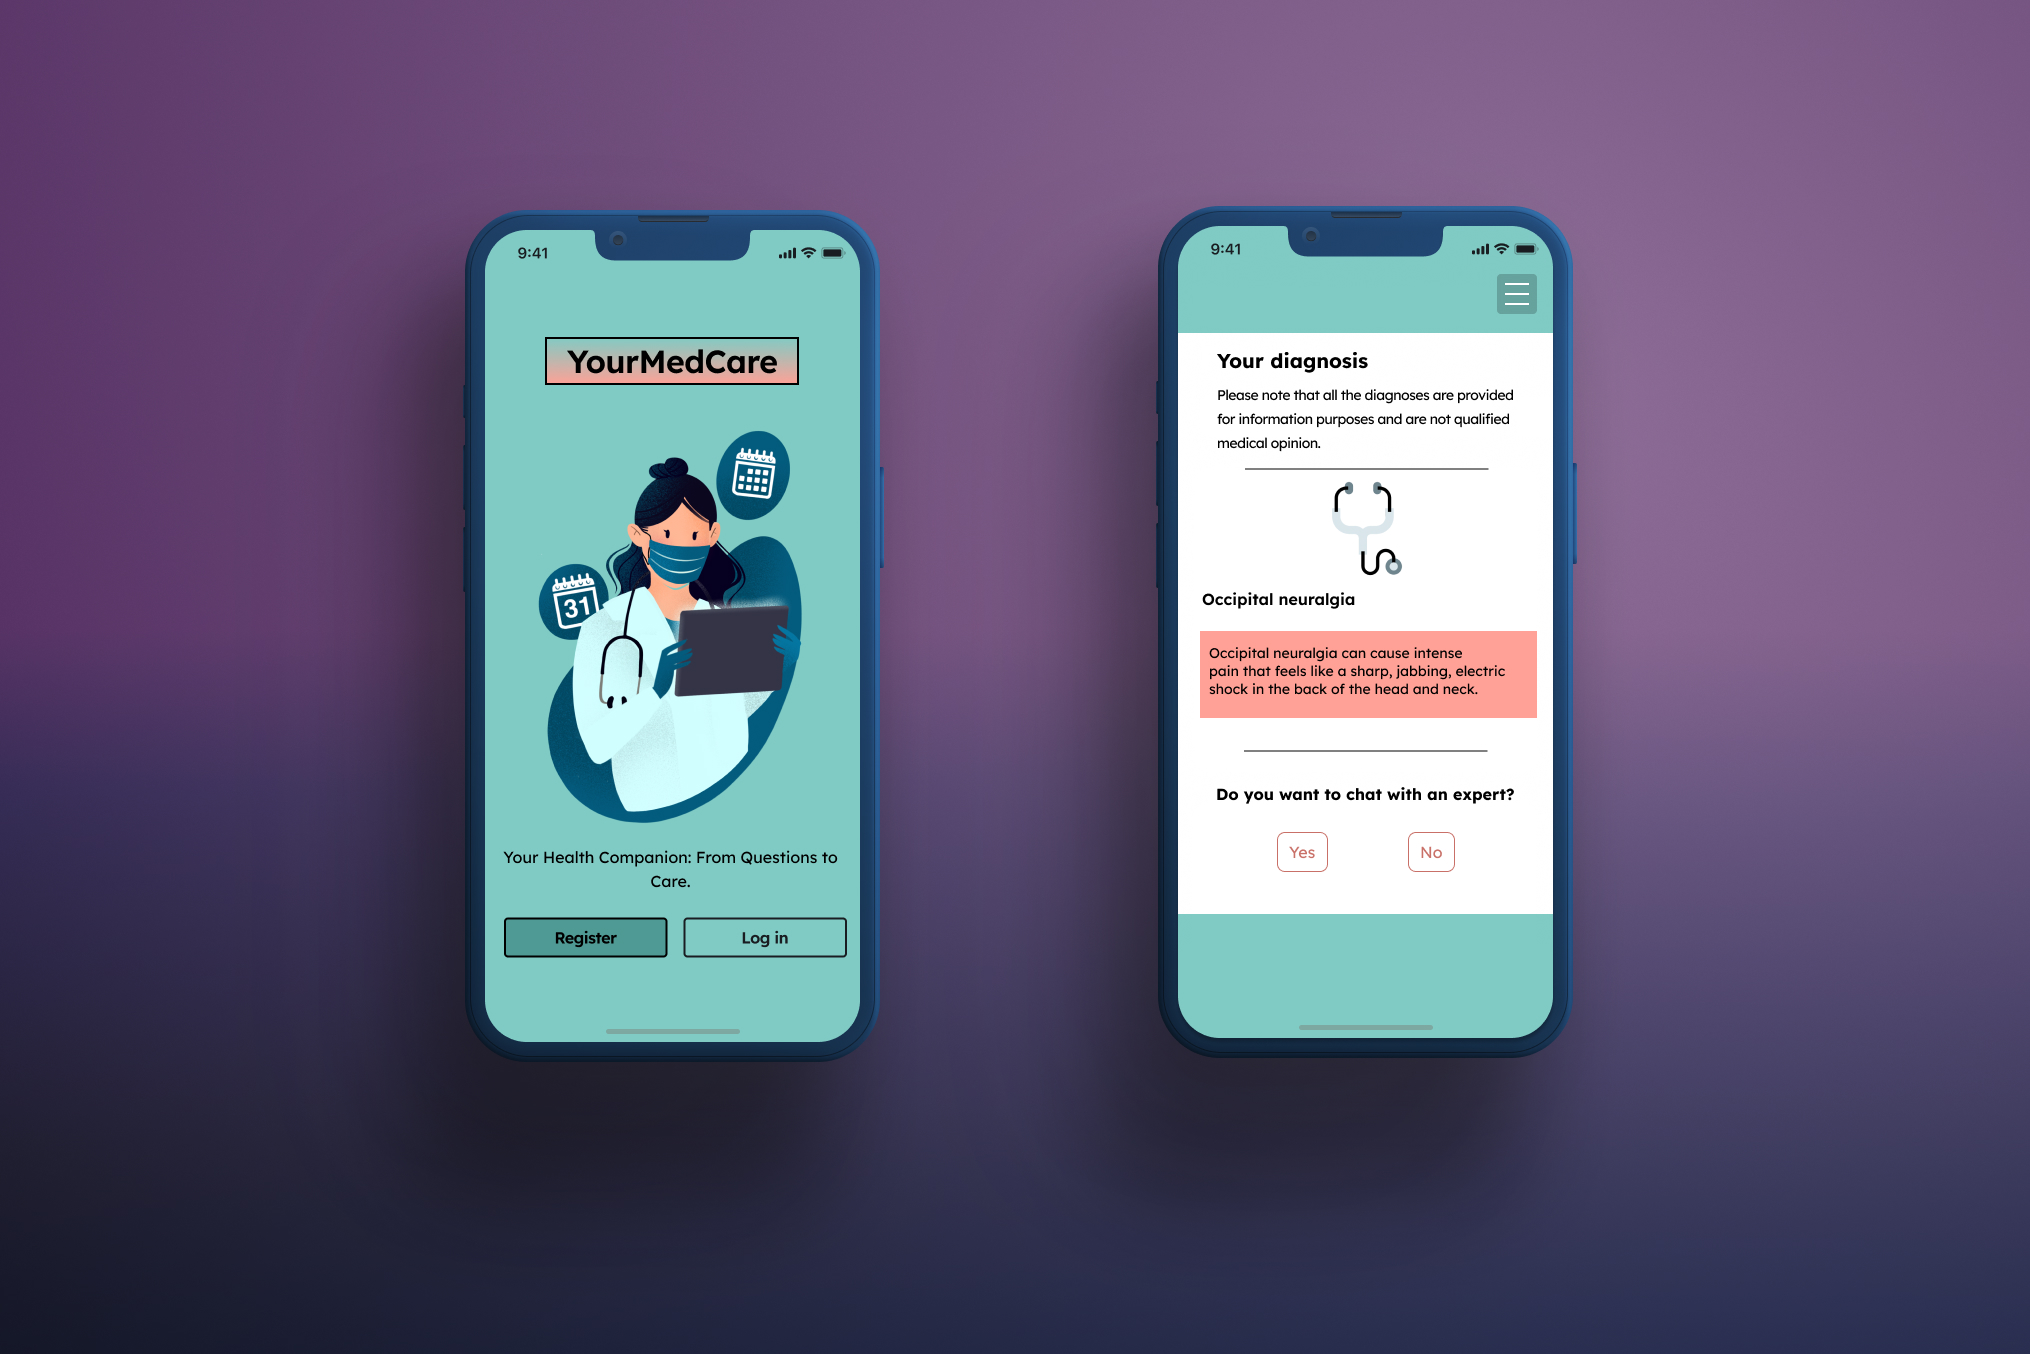 9:41
YourMedCare
31
Your Health Companion: From Questions to
Care.
Register
Log in
9:41
Your diagnosis
Please note that all the diagnoses are provided
for information purposes and are not qualified
medical opinion.
Occipital neuralgia
Occipital neuralgia can cause intense
pain that feels like a sharp, jabbing, electric
shock in the back of the head and neck.
Do you want to chat with an expert?
Yes
No